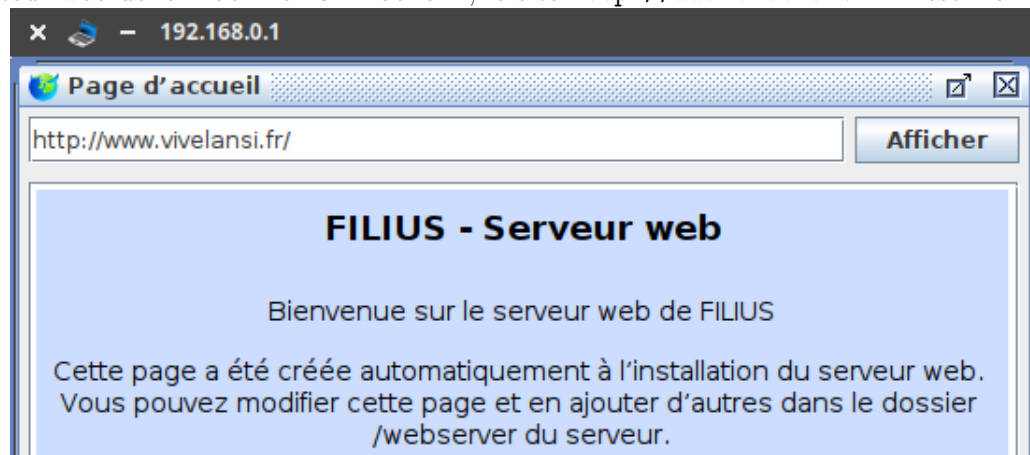 192.168.0.1
Page d'accueil
http://www.vivelansi.fr/
Afficher
FILIUS - Serveur web
Bienvenue sur le serveur web de FILIUS
Cette page a été créée automatiquement à l'installation du serveur web.
Vous pouvez modifier cette page et en ajouter d'autres dans le dossier
/webserver du serveur.